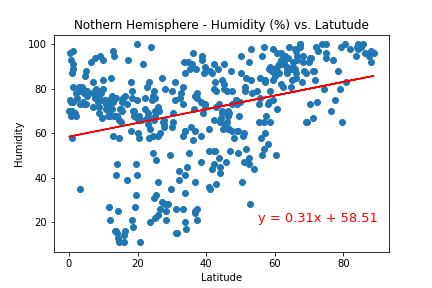 Nothern Hemisphere - Humidity (%) vs. Latutude
100
80
60
40
20
Humidity
y = 0.31x + 58.51
0
20
40
60
80
Latitude